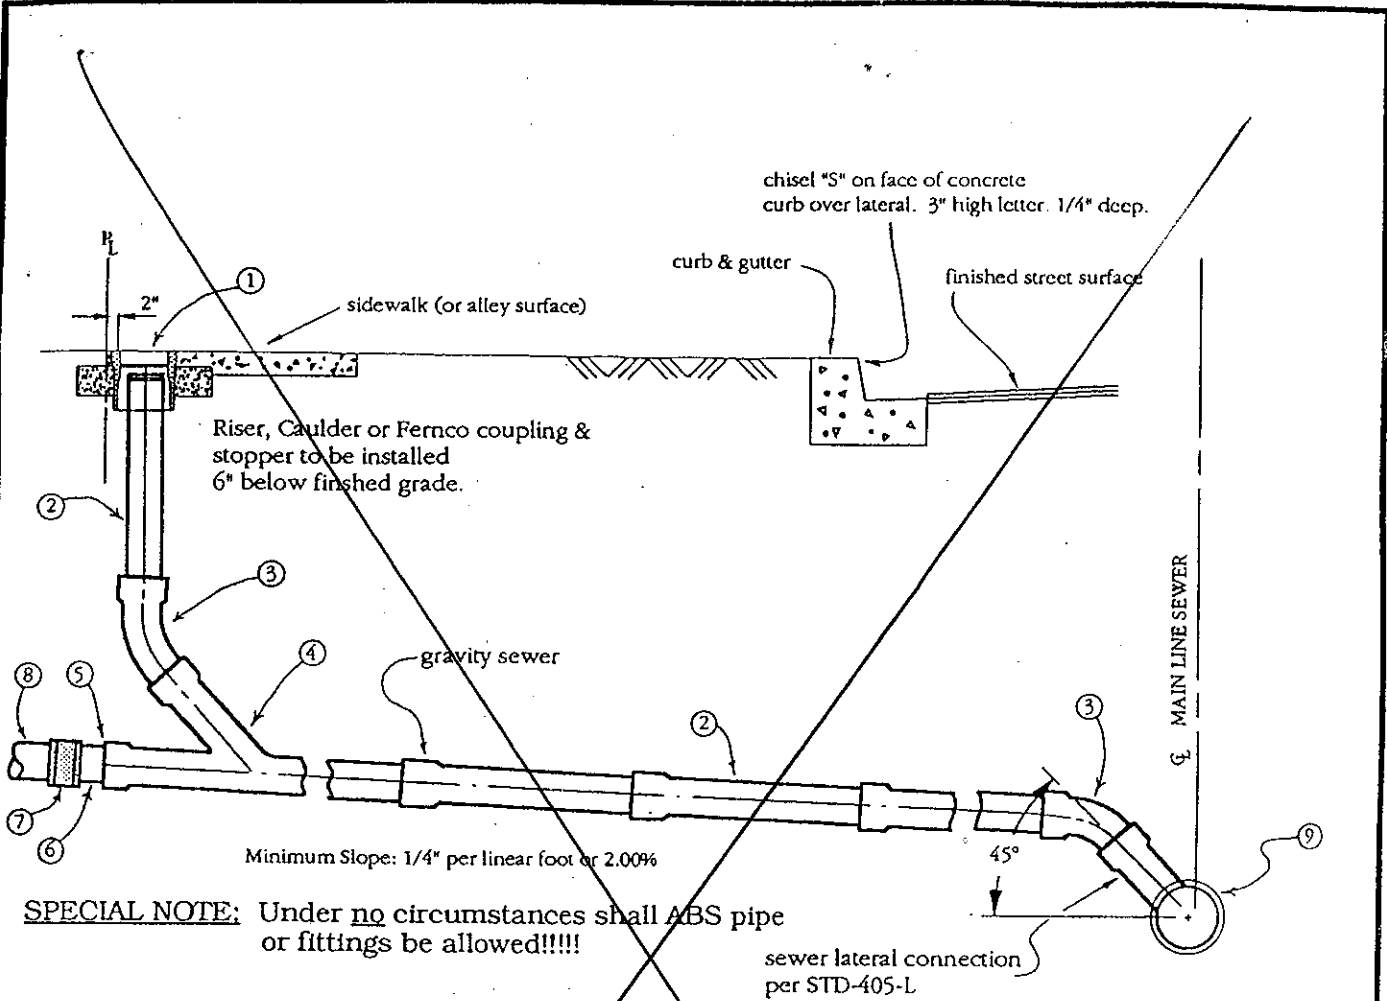 chisel "S" on face of concrete
curb over lateral. 3" high letter. 1/4" deep.
PL
curb & gutter
finished street surface
1
2"
sidewalk (or alley surface)
Riser, Caulder or Fernco coupling &
stopper to be installed
6" below finshed grade.
2
3
MAIN LINE SEWER
CL
4
gravity sewer
8
5
2
3
7
6
9
45°
Minimum Slope: 1/4" per linear foot or 2.00%
SPECIAL NOTE: Under no circumstances shall ABS pipe
or fittings be allowed!!!!!
sewer lateral connection
per STD-405-L